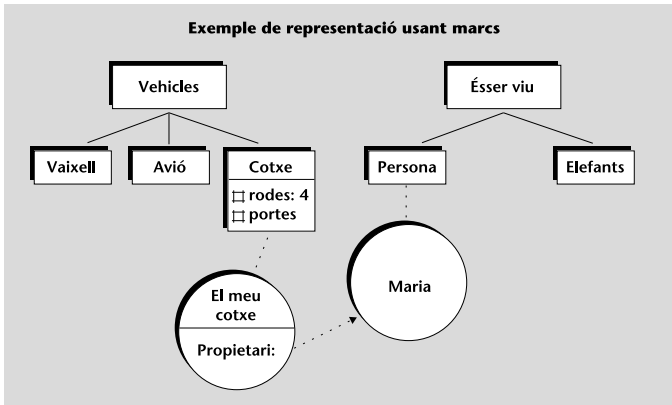 Exemple de representació usant marcs
Vehicles
Ésser viu
Vaixell
Avió
Cotxe
rodes: 4
portes
Persona
Elefants
El meu
cotxe
Propietari:
Maria